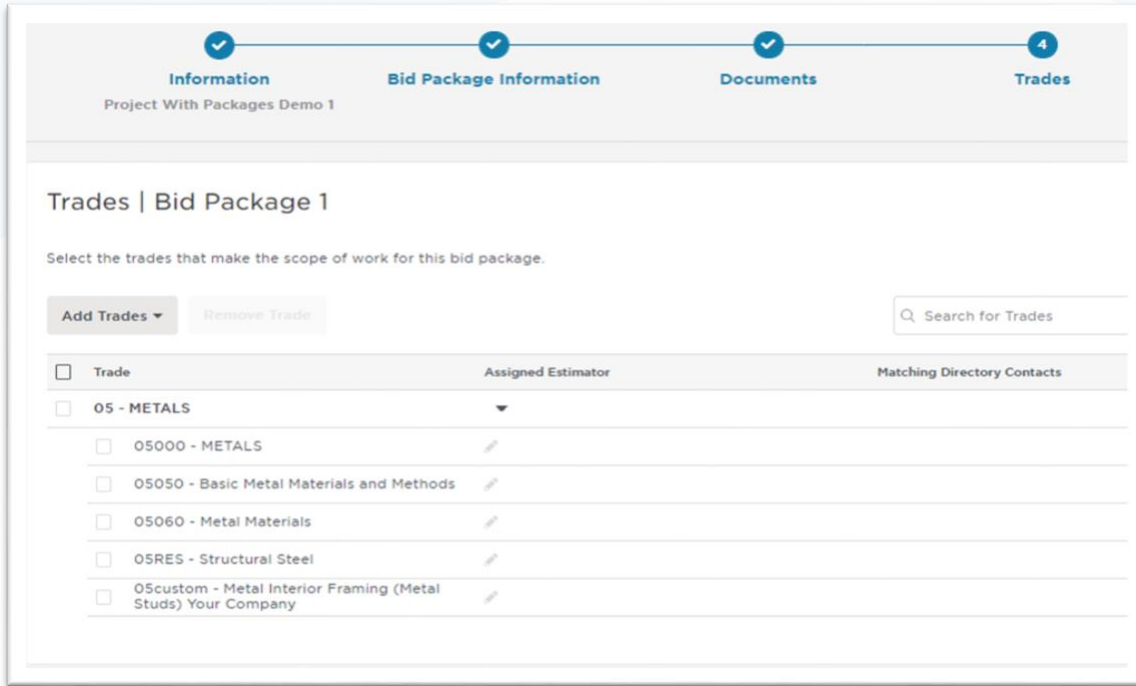 4
Information Bid Package Information Documents Trades
Project With Packages Demo 1
Trades | Bid Package 1
Select the trades that make the scope of work for this bid package.
Add Trades Remove Trade Search for Trades
Trade Assigned Estimator Matching Directory Contacts
05 - METALS
05000 - METALS
05050 - Basic Metal Materials and Methods
05060 - Metal Materials
05RES - Structural Steel
05custom - Metal Interior Framing (Metal
Studs) Your Company